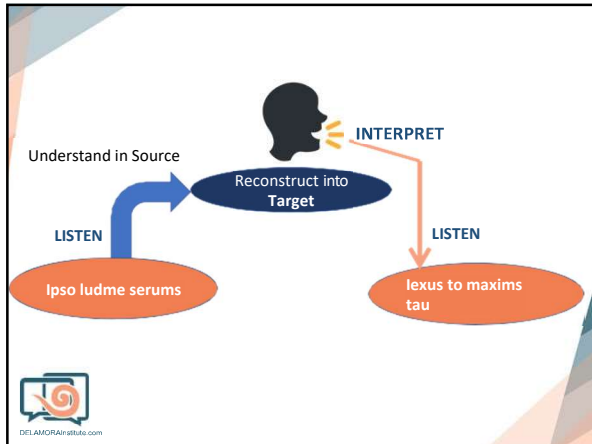 INTERPRET
Understand in Source
Reconstruct into
Target
LISTEN
LISTEN
Ipso ludme serums
Iexus to maxims
tau
DELAMORAInstitute.com